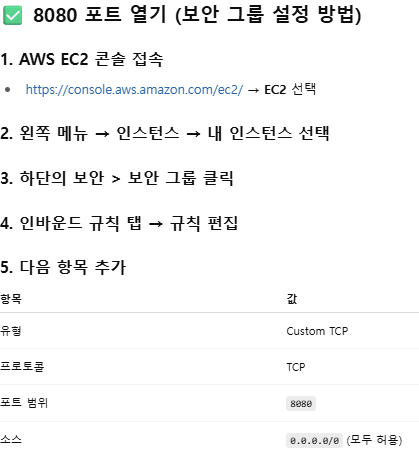 ✅ 8080 포트 열기 (보안 그룹 설정 방법)
1. AWS EC2 콘솔 접속
• https://console.aws.amazon.com/ec2/ → EC2 선택
2. 왼쪽 메뉴 → 인스턴스 → 내 인스턴스 선택
3. 하단의 보안 > 보안 그룹 클릭
4. 인바운드 규칙 탭 → 규칙 편집
5. 다음 항목 추가
항목 값
유형 Custom TCP
프로토콜 TCP
포트 범위 8080
소스 0.0.0.0/0 (모두 허용)